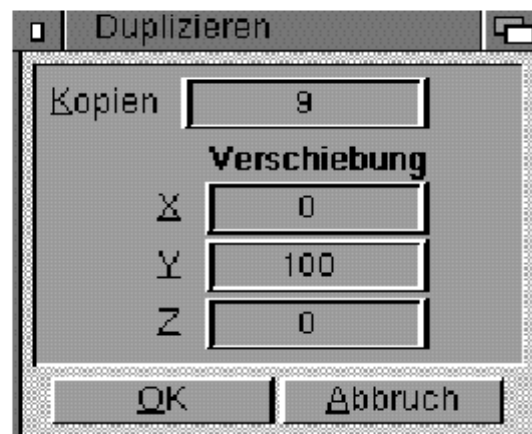 Duplizieren
Kopien 9
Verschiebung
X 0
Y 100
Z 0
OK Abbruch